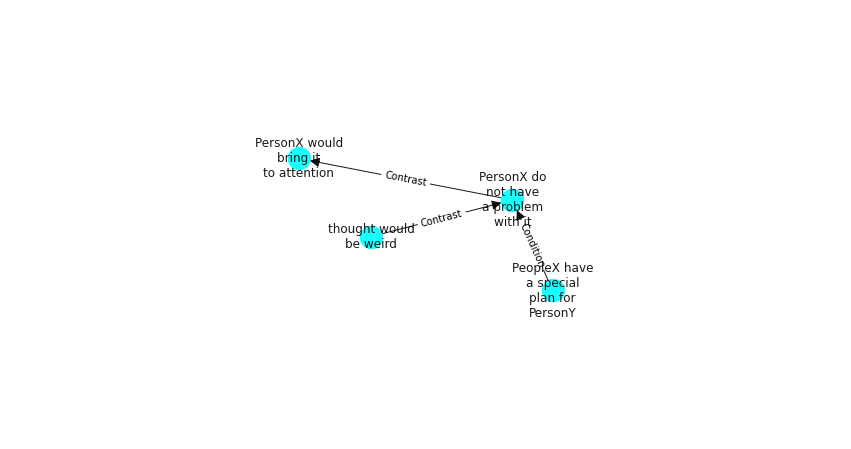 PersonX would
bring it
to attention
Contrast
PersonX do
not have
a problem
with it
Contrast
thought would
be weird
Condition
PeopleX have
a special
plan for
PersonY